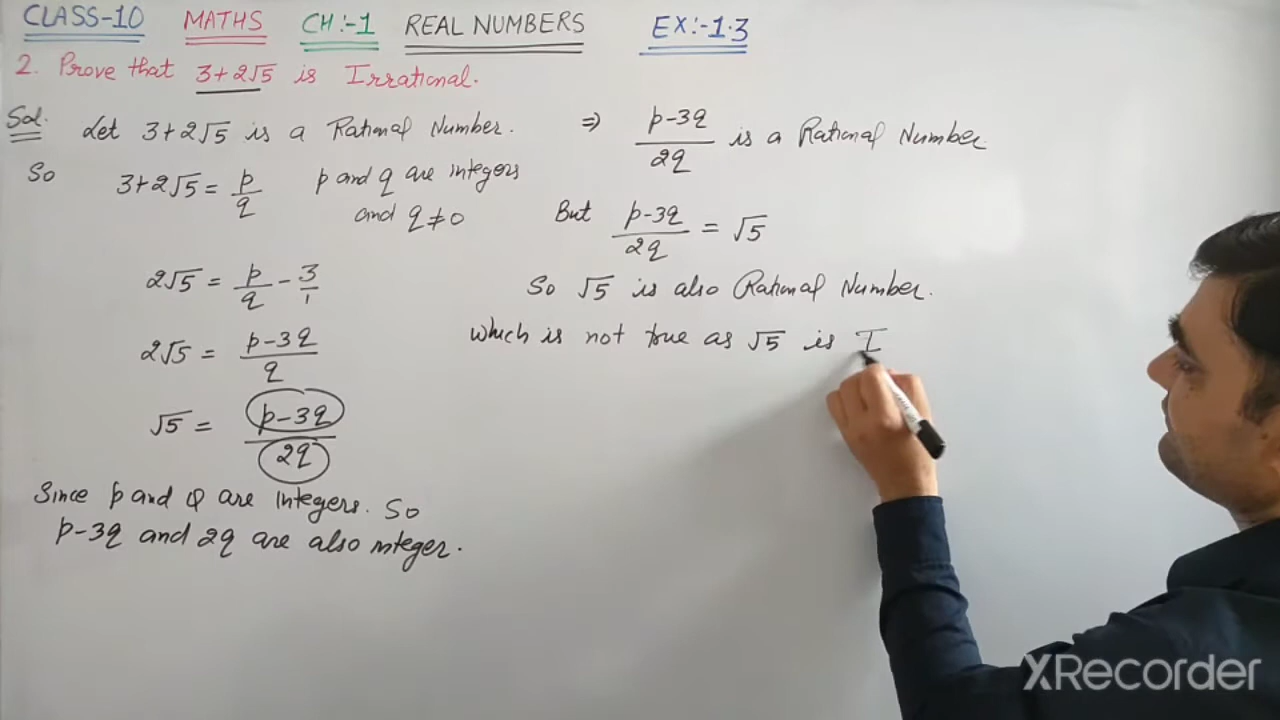 CLASS-10 MATHS CH:-1 REAL NUMBERS EX:-1.3
2. Prove that 3+2√5 is Irrational.
Sol. Let 3+2√5 is a Rational Number.
So 3+2√5 = p/q p and q are integers
and q≠0
2√5 = p/q - 3/1
2√5 = p-3q/q
√5 = p-3q/2q
Since p and Q are integers. So
p-3q and 2q are also integer.
⇒ p-3q/2q is a Rational Number.
But p-3q/2q = √5
So √5 is also Rational Number.
which is not true as √5 is I
XRecorder